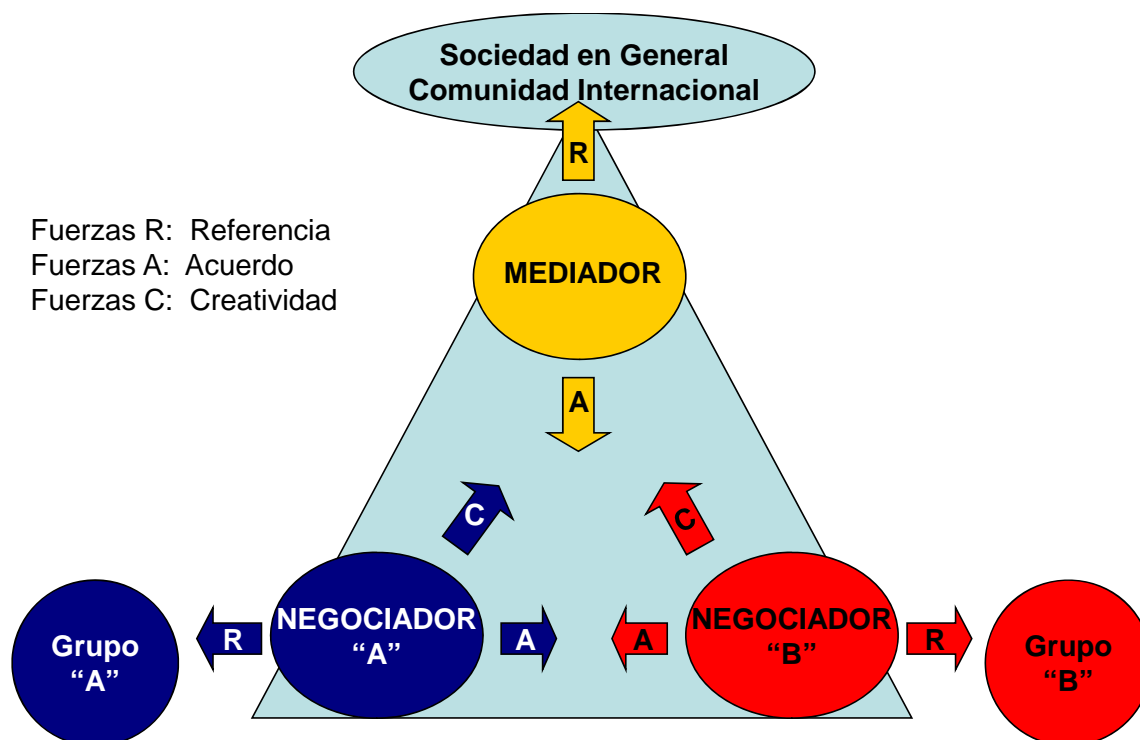 Sociedad en General
Comunidad Internacional
R
Fuerzas R: Referencia
Fuerzas A: Acuerdo
Fuerzas C: Creatividad
MEDIADOR
A
C
C
Grupo
“A”
R
NEGOCIADOR
“A”
A
A
NEGOCIADOR
“B”
R
Grupo
“B”